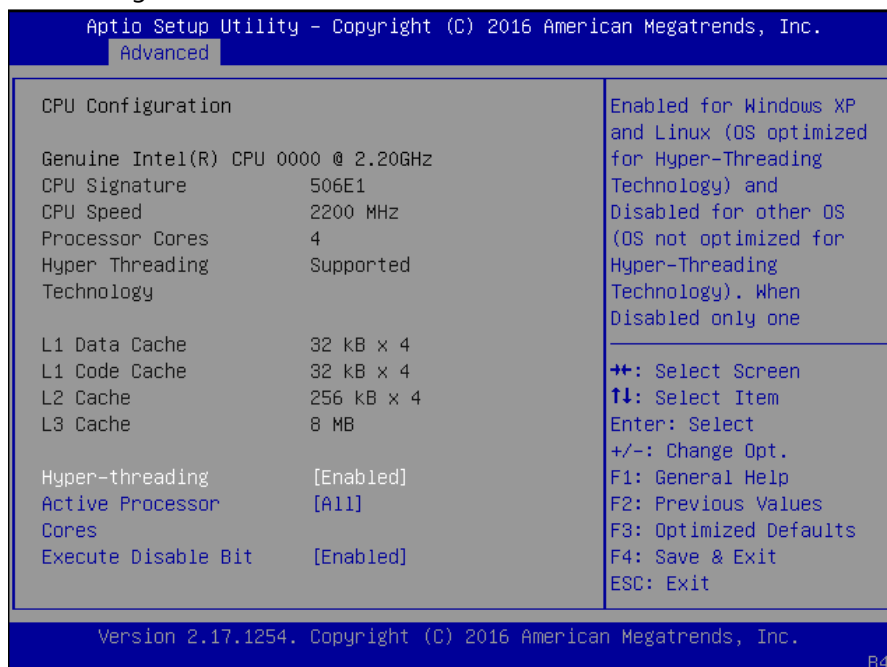 Aptio Setup Utility – Copyright (C) 2016 American Megatrends, Inc.
Advanced
CPU Configuration
Genuine Intel(R) CPU 0000 @ 2.20GHz
CPU Signature 506E1
CPU Speed 2200 MHz
Processor Cores 4
Hyper Threading Supported
Technology
L1 Data Cache 32 kB x 4
L1 Code Cache 32 kB x 4
L2 Cache 256 kB x 4
L3 Cache 8 MB
Hyper-threading [Enabled]
Active Processor [All]
Cores
Execute Disable Bit [Enabled]
Enabled for Windows XP
and Linux (OS optimized
for Hyper-Threading
Technology) and
Disabled for other OS
(OS not optimized for
Hyper-Threading
Technology). When
Disabled only one
→←: Select Screen
↑↓: Select Item
Enter: Select
+/-: Change Opt.
F1: General Help
F2: Previous Values
F3: Optimized Defaults
F4: Save & Exit
ESC: Exit
Version 2.17.1254. Copyright (C) 2016 American Megatrends, Inc.